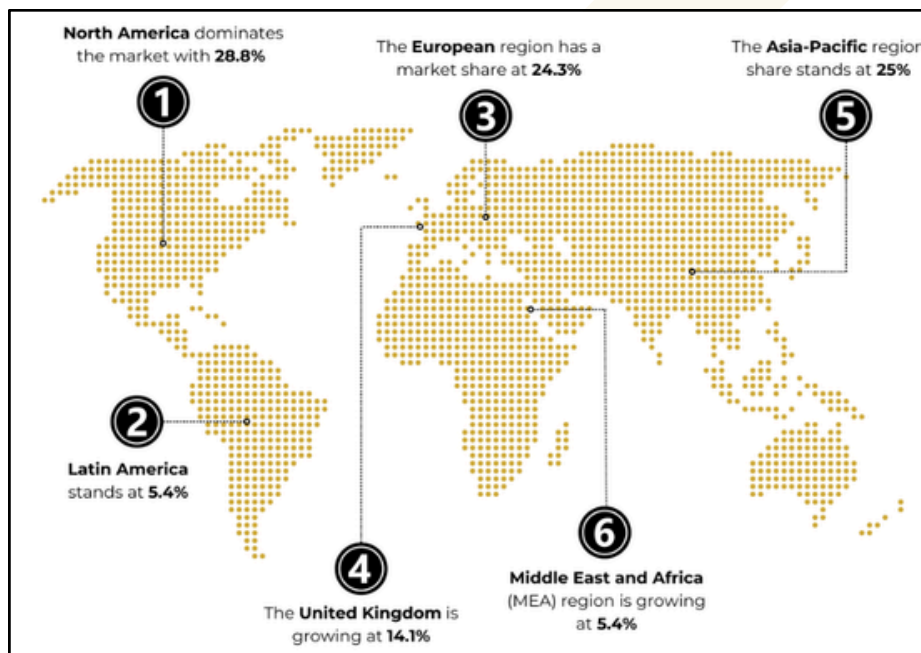 North America dominates
the market with 28.8%
1
2
Latin America
stands at 5.4%
The European region has a
market share at 24.3%
3
4
The United Kingdom is
growing at 14.1%
The Asia-Pacific region
share stands at 25%
5
6
Middle East and Africa
(MEA) region is growing
at 5.4%